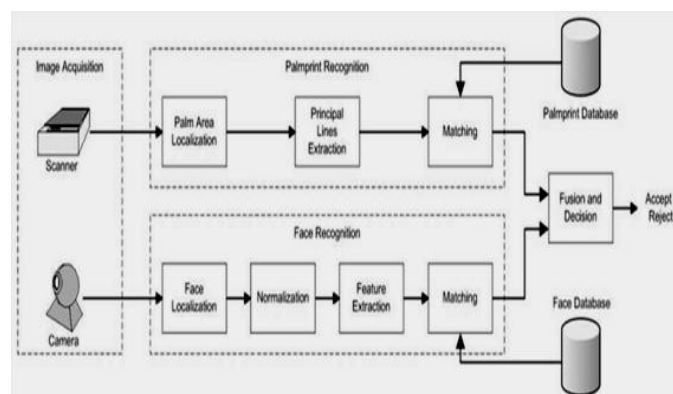 Image Acquisition
Palmprint Recognition
Palm Area
Localization
Principal
Lines
Extraction
Matching
Scanner
Palmprint Database
Fusion and
Decision
Accept
Reject
Face Recognition
Face
Localization
Normalization
Feature
Extraction
Matching
Camera
Face Database